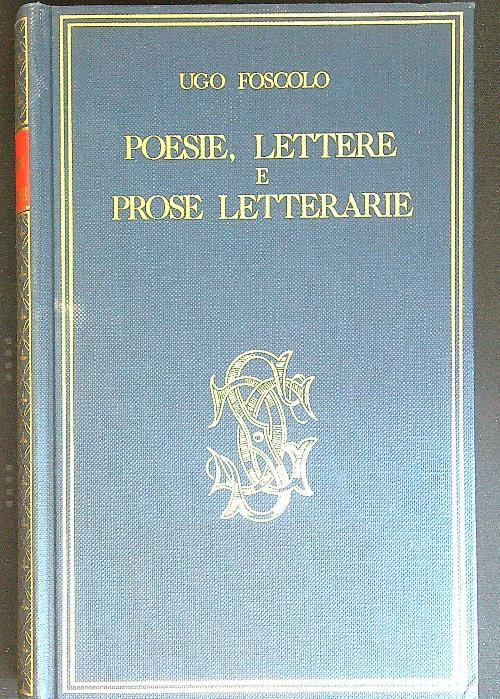 UGO FOSCOLO
POESIE, LETTERE
E
PROSE LETTERARIE